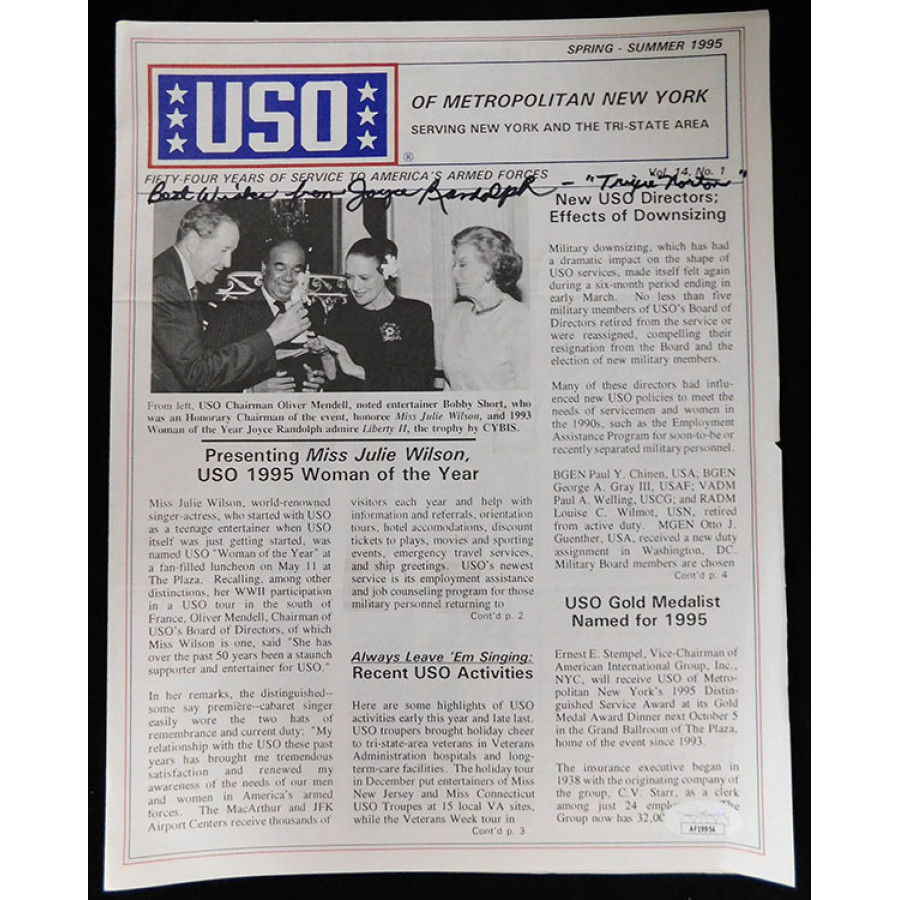 SPRING - SUMMER 1995
USO
®
OF METROPOLITAN NEW YORK
SERVING NEW YORK AND THE TRI-STATE AREA
FIFTY-FOUR YEARS OF SERVICE TO AMERICA'S ARMED FORCES
Vol. 14, No. 1
Best Wishes from Joyce Randolph - "Trixie Norton"
From left, USO Chairman Oliver Mendell, noted entertainer Bobby Short, who
was an Honorary Chairman of the event, honoree Miss Julie Wilson, and 1993
Woman of the Year Joyce Randolph admire Liberty II, the trophy by CYBIS.
Presenting Miss Julie Wilson,
USO 1995 Woman of the Year
Miss Julie Wilson, world-renowned
singer-actress, who started with USO
as a teenage entertainer when USO
itself was just getting started, was
named USO "Woman of the Year" at
a fan-filled luncheon on May 11 at
The Plaza. Recalling, among other
distinctions, her WWII participation
in a USO tour in the south of
France, Oliver Mendell, Chairman of
USO's Board of Directors, of which
Miss Wilson is one, said "She has
over the past 50 years been a staunch
supporter and entertainer for USO."
In her remarks, the distinguished--
some say première--cabaret singer
easily wore the two hats of
remembrance and current duty: "My
relationship with the USO these past
years has brought me tremendous
satisfaction and renewed my
awareness of the needs of our men
and women in America's armed
forces. The MacArthur and JFK
Airport Centers receive thousands of
visitors each year and help with
information and referrals, orientation
tours, hotel accomodations, discount
tickets to plays, movies and sporting
events, emergency travel services,
and ship greetings. USO's newest
service is its employment assistance
and job counseling program for those
military personnel returning to
Cont'd p. 2
Always Leave 'Em Singing:
Recent USO Activities
Here are some highlights of USO
activities early this year and late last.
USO troupers brought holiday cheer
to tri-state-area veterans in Veterans
Administration hospitals and long-
term-care facilities. The holiday tour
in December put entertainers of Miss
New Jersey and Miss Connecticut
USO Troupes at 15 local VA sites,
while the Veterans Week tour in
Cont'd p. 3
New USO Directors;
Effects of Downsizing
Military downsizing, which has had
a dramatic impact on the shape of
USO services, made itself felt again
during a six-month period ending in
early March. No less than five
military members of USO's Board of
Directors retired from the service or
were reassigned, compelling their
resignation from the Board and the
election of new military members.
Many of these directors had influ-
enced new USO policies to meet the
needs of servicemen and women in
the 1990s, such as the Employment
Assistance Program for soon-to-be or
recently separated military personnel.
BGEN Paul Y. Chinen, USA; BGEN
George A. Gray III, USAF; VADM
Paul A. Welling, USCG; and RADM
Louise C. Wilmot, USN, retired
from active duty. MGEN Otto J.
Guenther, USA, received a new duty
assignment in Washington, DC.
Military Board members are chosen
Cont'd p. 4
USO Gold Medalist
Named for 1995
Ernest E. Stempel, Vice-Chairman of
American International Group, Inc.,
NYC, will receive USO of Metro-
politan New York's 1995 Distin-
guished Service Award at its Gold
Medal Award Dinner next October 5
in the Grand Ballroom of The Plaza,
home of the event since 1993.
The insurance executive began in
1938 with the originating company of
the group, C.V. Starr, as a clerk
among just 24 The
Group now has 32,00